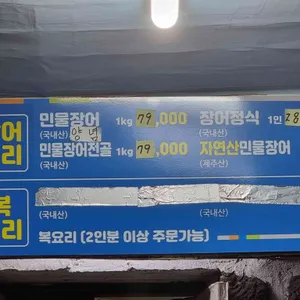 어
리
민물장어 1kg 79,000 장어정식 1인 28
(국내산) 양념 (국내산)
민물장어전골 1kg 79,000 자연산민물장어
(국내산) (제주산)
복
리
(국내산) (국내산)
복요리 (2인분 이상 주문가능)